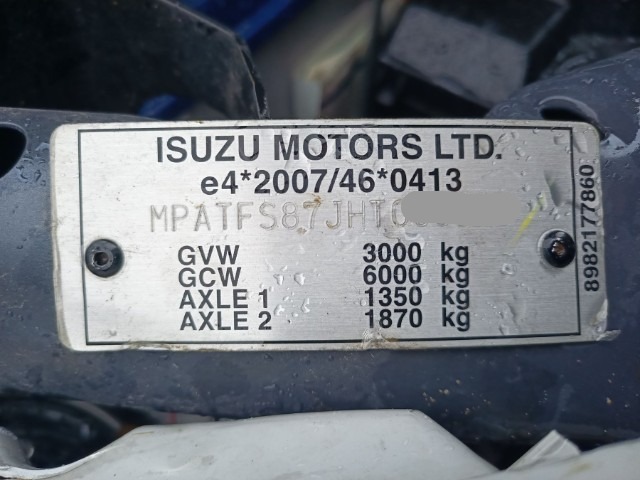 ISUZU MOTORS LTD.
e4*2007/46*0413
MPATFS87JHT0
GVW 3000 kg
GCW 6000 kg
AXLE 1 1350 kg
AXLE 2 1870 kg
8982177860